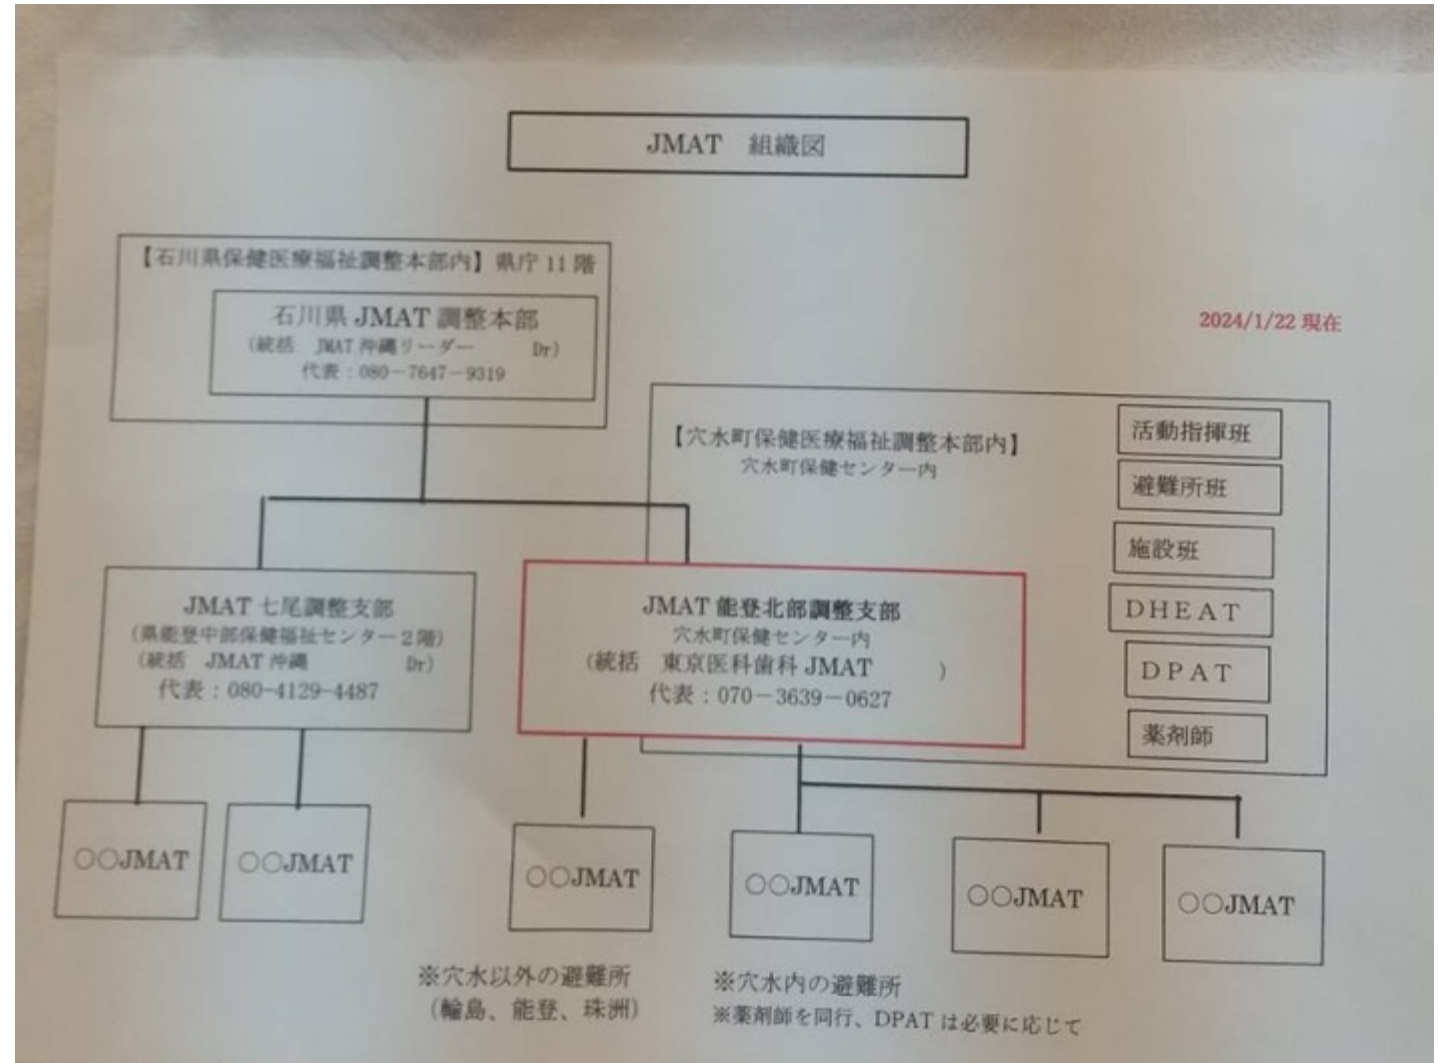 JMAT 組織図
【石川県保健医療福祉調整本部内】県庁 11 階
石川県 JMAT 調整本部
(統括 JMAT 沖縄リーダー Dr)
代表：080－7647－9319
2024/1/22 現在
【穴水町保健医療福祉調整本部内】
穴水町保健センター内
活動指揮班
避難所班
施設班
DHEAT
DPAT
薬剤師
JMAT 七尾調整支部
(県能登中部保健福祉センター２階)
(統括 JMAT 沖縄 Dr)
代表：080-4129-4487
JMAT 能登北部調整支部
穴水町保健センター内
(統括 東京医科歯科 JMAT )
代表：070－3639－0627
○○JMAT
○○JMAT
○○JMAT
○○JMAT
○○JMAT
○○JMAT
※穴水以外の避難所
(輪島、能登、珠洲)
※穴水内の避難所
※薬剤師を同行、DPAT は必要に応じて